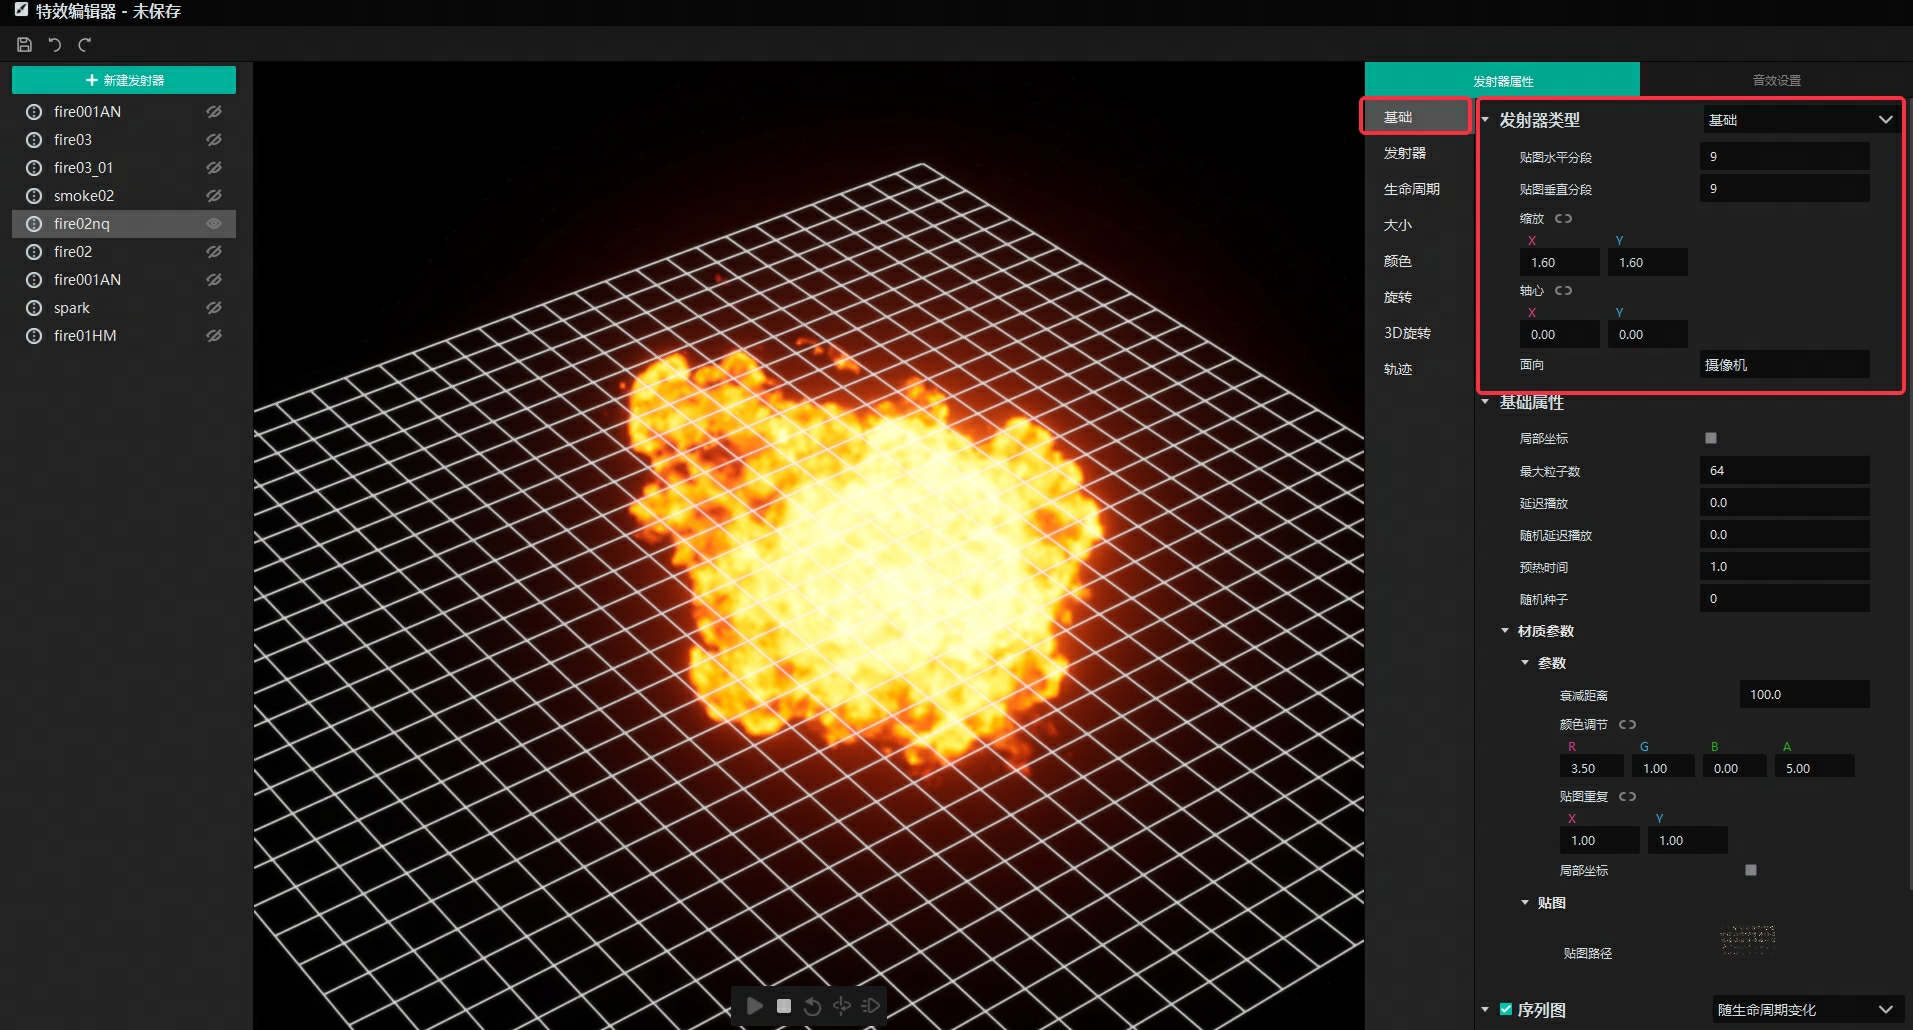 特效编辑器 - 未保存
新建发射器
fire001AN
fire03
fire03_01
smoke02
fire02nq
fire02
fire001AN
spark
fire01HM
发射器属性
音效设置
基础
发射器
生命周期
大小
颜色
旋转
3D旋转
轨迹
发射器类型 基础
贴图水平分段 9
贴图垂直分段 9
缩放
X Y
1.60 1.60
轴心
X Y
0.00 0.00
面向 摄像机
基础属性
局部坐标
最大粒子数 64
延迟播放 0.0
随机延迟播放 0.0
预热时间 1.0
随机种子 0
材质参数
参数
衰减距离 100.0
颜色调节
R G B A
3.50 1.00 0.00 5.00
贴图重复
X Y
1.00 1.00
局部坐标
贴图
贴图路径
序列图 随生命周期变化